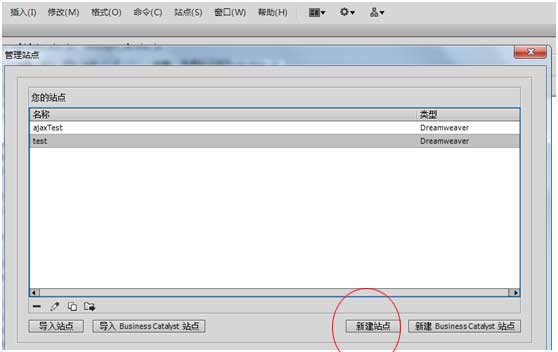 插入(I) 修改(M) 格式(O) 命令(C) 站点(S) 窗口(W) 帮助(H)
管理站点
您的站点
名称 类型
ajaxTest Dreamweaver
test Dreamweaver
导入站点 导入 Business Catalyst 站点 新建站点 新建 Business Catalyst 站点